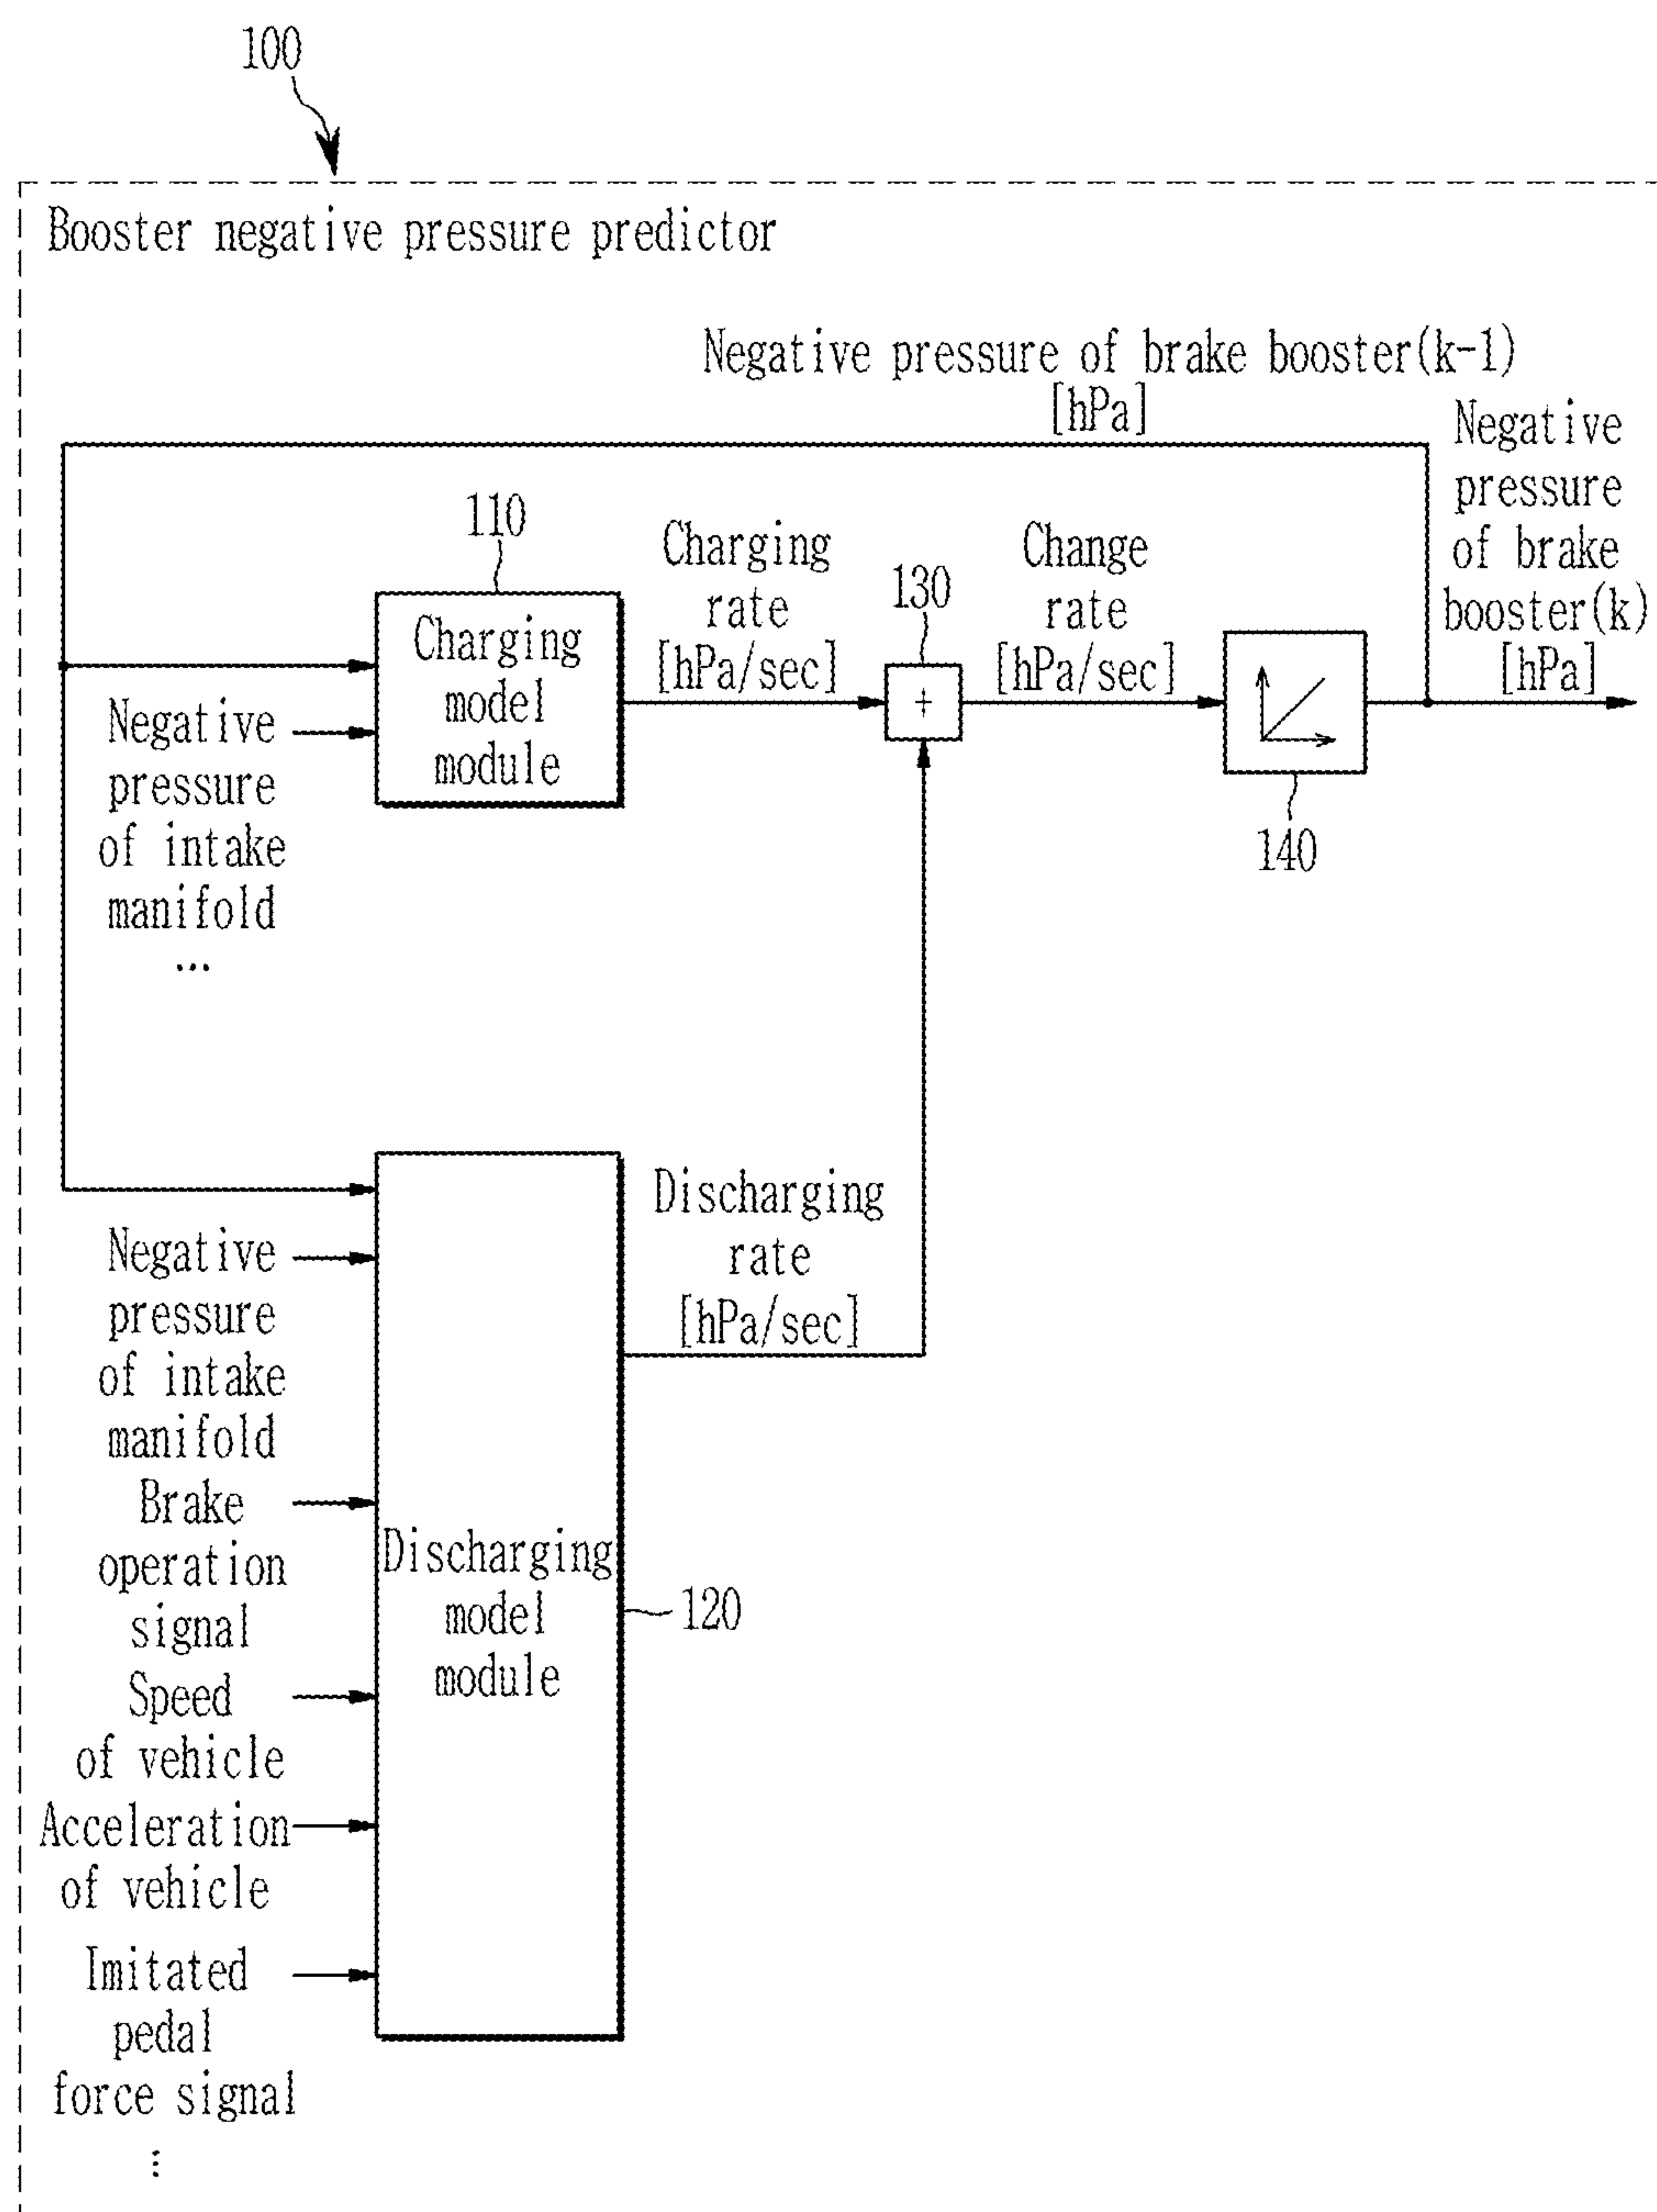 100
Booster negative pressure predictor
Negative pressure of brake booster(k-1)
[hPa]
Negative
pressure
of brake
booster(k)
[hPa]
110
Charging
model
module
Charging
rate
[hPa/sec]
130
+
Change
rate
[hPa/sec]
140
Negative
pressure
of intake
manifold
...
Discharging
rate
[hPa/sec]
Negative
pressure
of intake
manifold
Brake
operation
signal
Speed
of vehicle
Acceleration
of vehicle
Imitated
pedal
force signal
⋮
Discharging
model
module
120